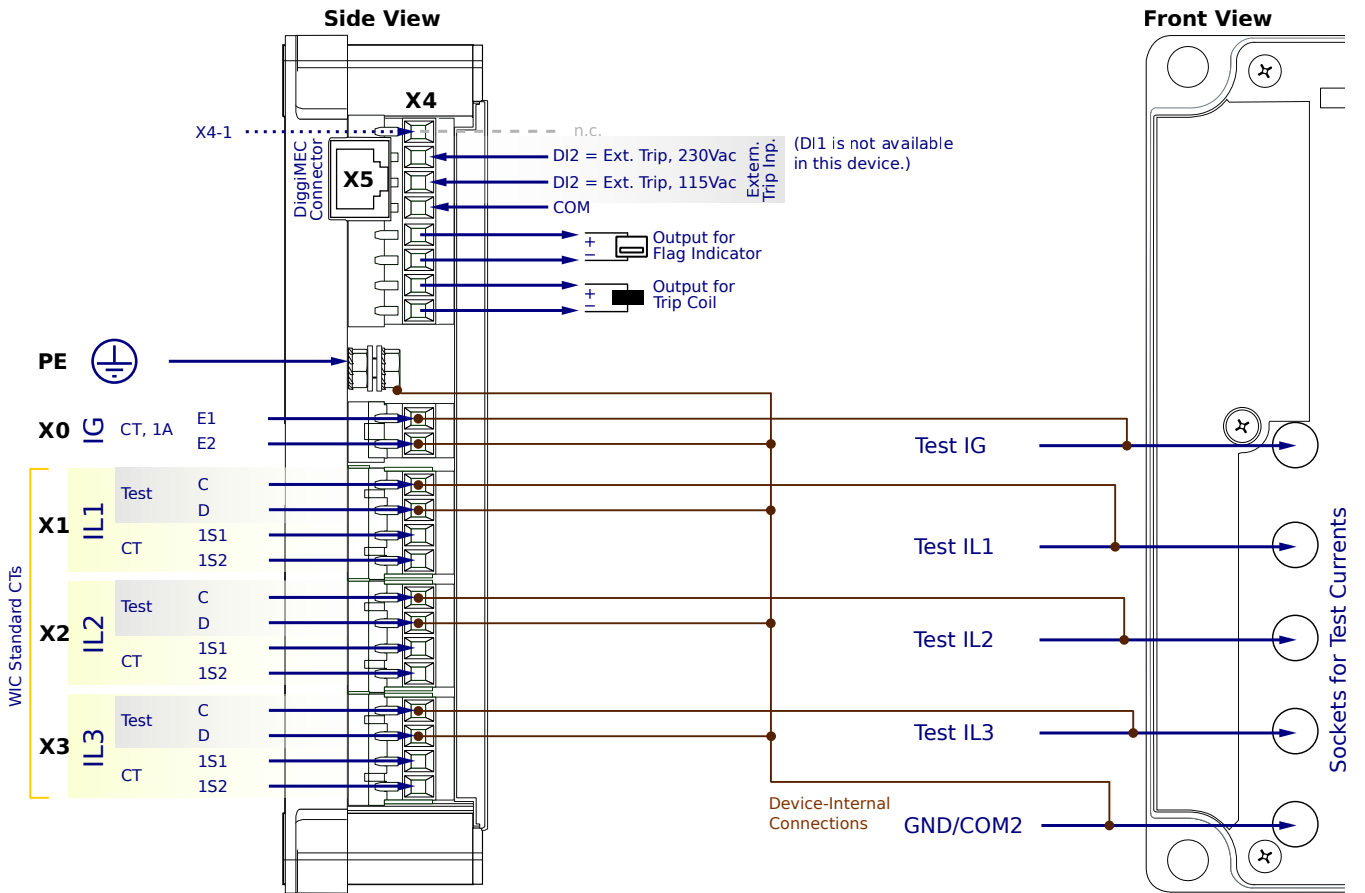 Side View
Front View
X4
X4-1
n.c.
DiggiMEC
Connector
X5
DI2 = Ext. Trip, 230Vac
DI2 = Ext. Trip, 115Vac
Extern.
Trip Inp.
(DI1 is not available
in this device.)
COM
+
−
Output for
Flag Indicator
+
−
Output for
Trip Coil
PE
X0
IG
CT, 1A
E1
E2
Test IG
WIC Standard CTs
X1
IL1
Test
C
D
CT
1S1
1S2
Test IL1
X2
IL2
Test
C
D
CT
1S1
1S2
Test IL2
X3
IL3
Test
C
D
CT
1S1
1S2
Test IL3
Sockets for Test Currents
Device-Internal
Connections
GND/COM2